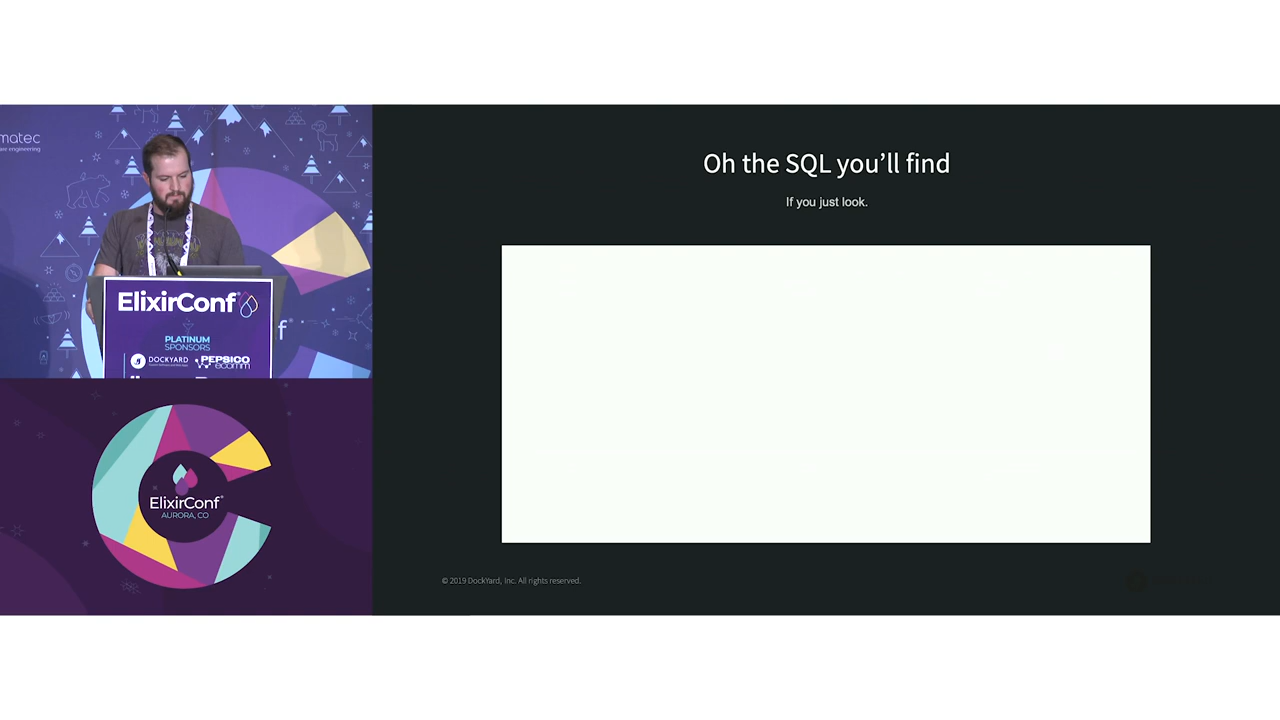 matec
ElixirConf
PLATINUM
SPONSORS
DOCKYARD
PEPSICO
ecomm
f
ElixirConf
AURORA, CO
Oh the SQL you’ll find
If you just look.
© 2019 DockYard, Inc. All rights reserved.